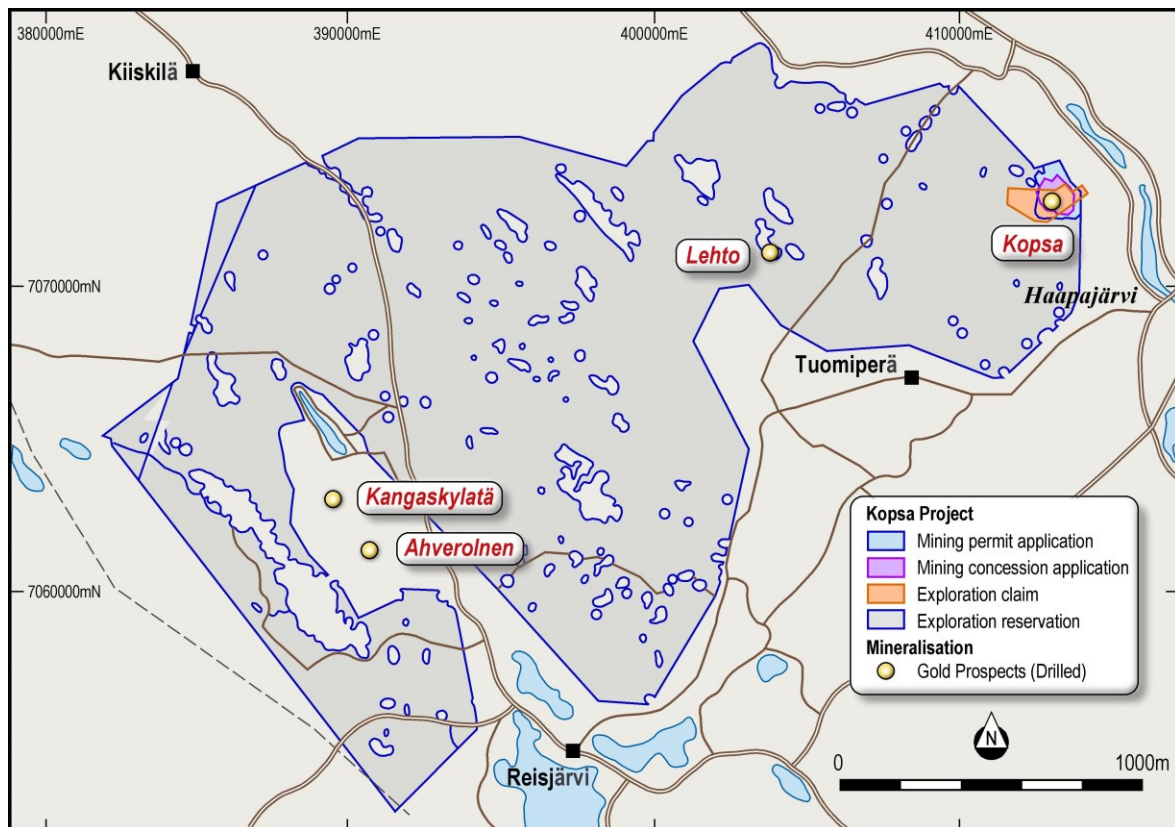 380000mE
390000mE
400000mE
410000mE
Kiiskilä
Kopsa
Lehto
7070000mN
Haapajärvi
Tuomiperä
Kangaskylatä
Ahverolnen
7060000mN
Reisjärvi
Kopsa Project
Mining permit application
Mining concession application
Exploration claim
Exploration reservation
Mineralisation
Gold Prospects (Drilled)
N
0 1000m